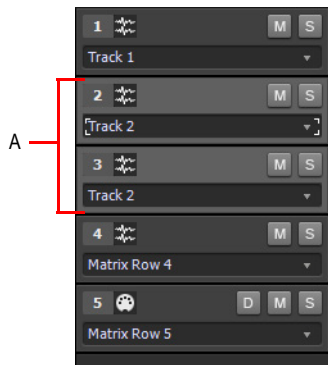 1 M S
Track 1
2 M S
Track 2
A
3 M S
Track 2
4 M S
Matrix Row 4
5 D M S
Matrix Row 5